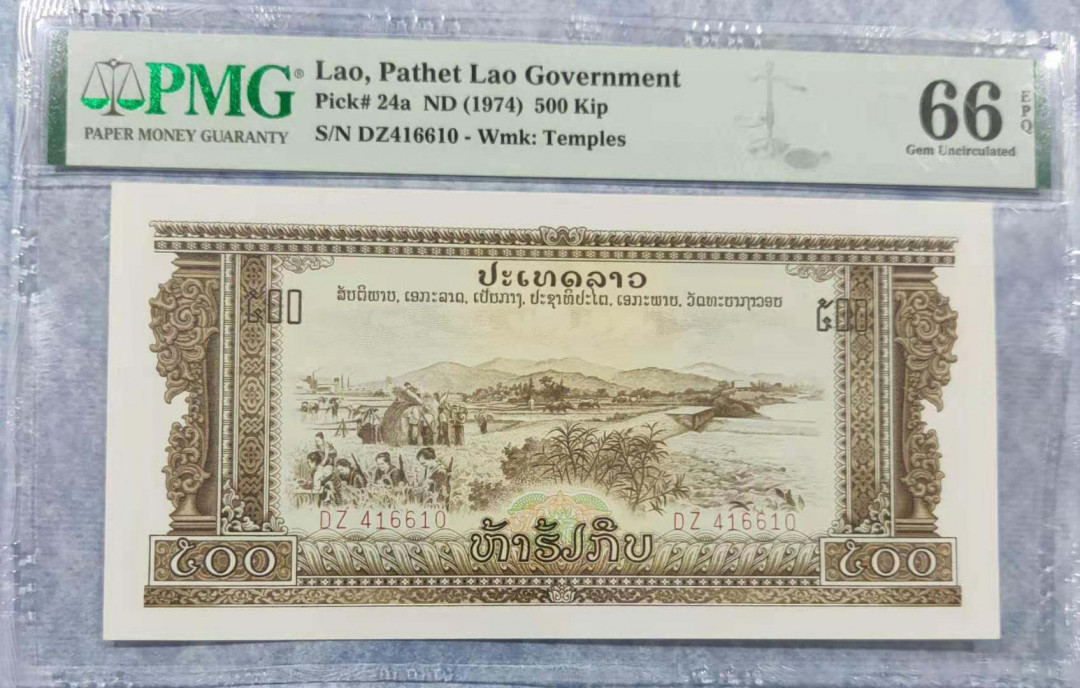 PMG®
PAPER MONEY GUARANTY
Lao, Pathet Lao Government
Pick# 24a ND (1974) 500 Kip
S/N DZ416610 - Wmk: Temples
66
EPQ
Gem Uncirculated
ປະເທດລາວ
ສັນຕິພາບ, ເອກະລາດ, ເປັນກາງ, ປະຊາທິປະໄຕ, ເອກະພາບ, ວັດທະນາຖາວອນ
໕00 ໕00
DZ 416610 DZ 416610
໕໐໐ ຫ້າຮ້ອຍກີບ ໕໐໐